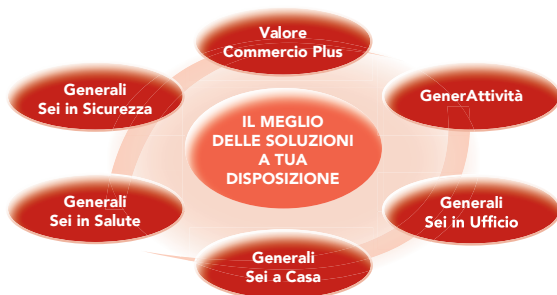 Valore
Commercio Plus
Generali
Sei in Sicurezza
GenerAttività
IL MEGLIO
DELLE SOLUZIONI
A TUA
DISPOSIZIONE
Generali
Sei in Salute
Generali
Sei in Ufficio
Generali
Sei a Casa